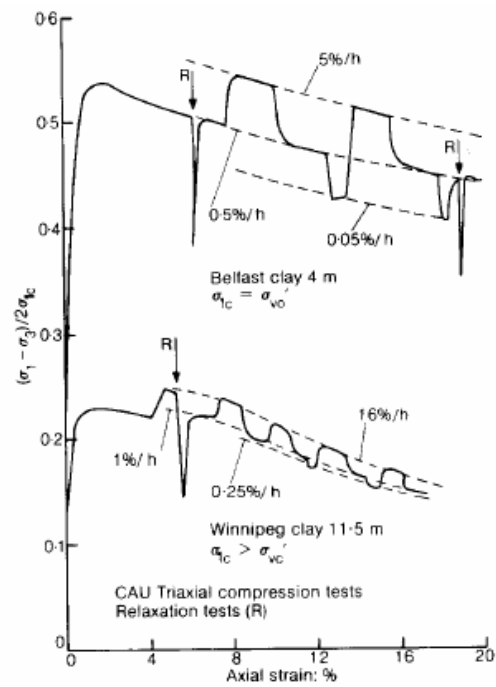 0·6
5%/h
R
0·5
R
0·5%/h
0·05%/h
0·4
Belfast clay 4 m
σ1c = σvo′
(σ1 − σ3)/2σ1c
0·3
R
0·2
16%/h
1%/h
0·25%/h
Winnipeg clay 11·5 m
σ1c > σvc′
0·1
CAU Triaxial compression tests
Relaxation tests (R)
0
0 4 8 12 16 20
Axial strain: %